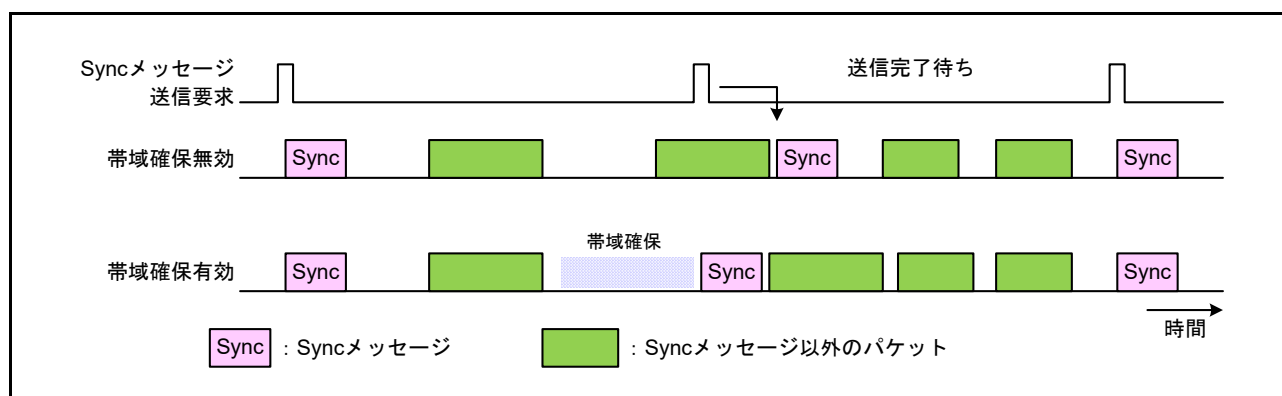 Syncメッセージ
送信要求
送信完了待ち
帯域確保無効
Sync
Sync
Sync
帯域確保
帯域確保有効
Sync
Sync
Sync
時間
Sync : Syncメッセージ
: Syncメッセージ以外のパケット